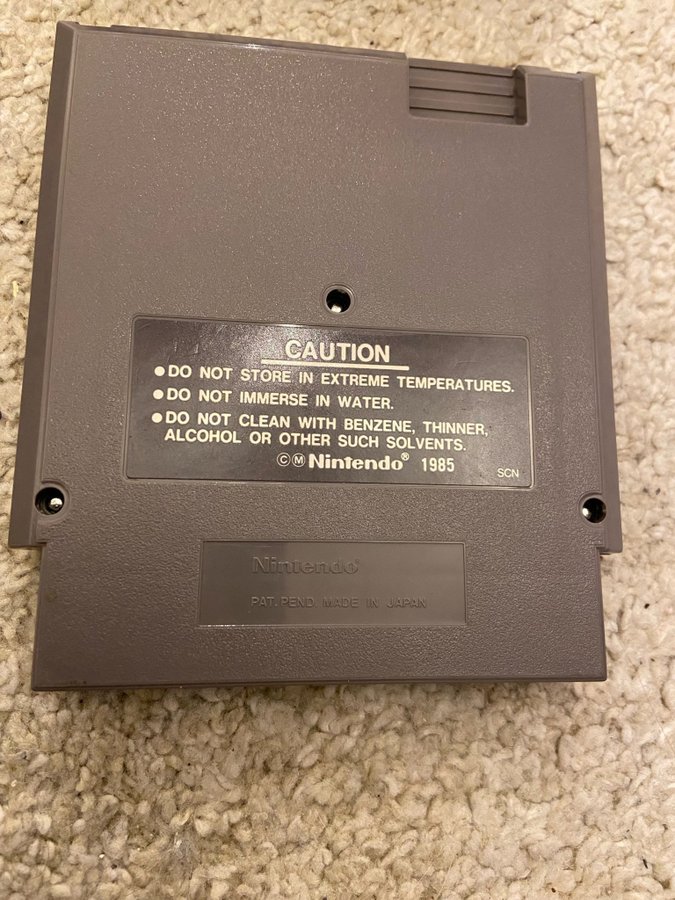 CAUTION
●DO NOT STORE IN EXTREME TEMPERATURES.
●DO NOT IMMERSE IN WATER.
●DO NOT CLEAN WITH BENZENE, THINNER,
ALCOHOL OR OTHER SUCH SOLVENTS.
©Ⓜ Nintendo® 1985 SCN
Nintendo®
PAT. PEND. MADE IN JAPAN